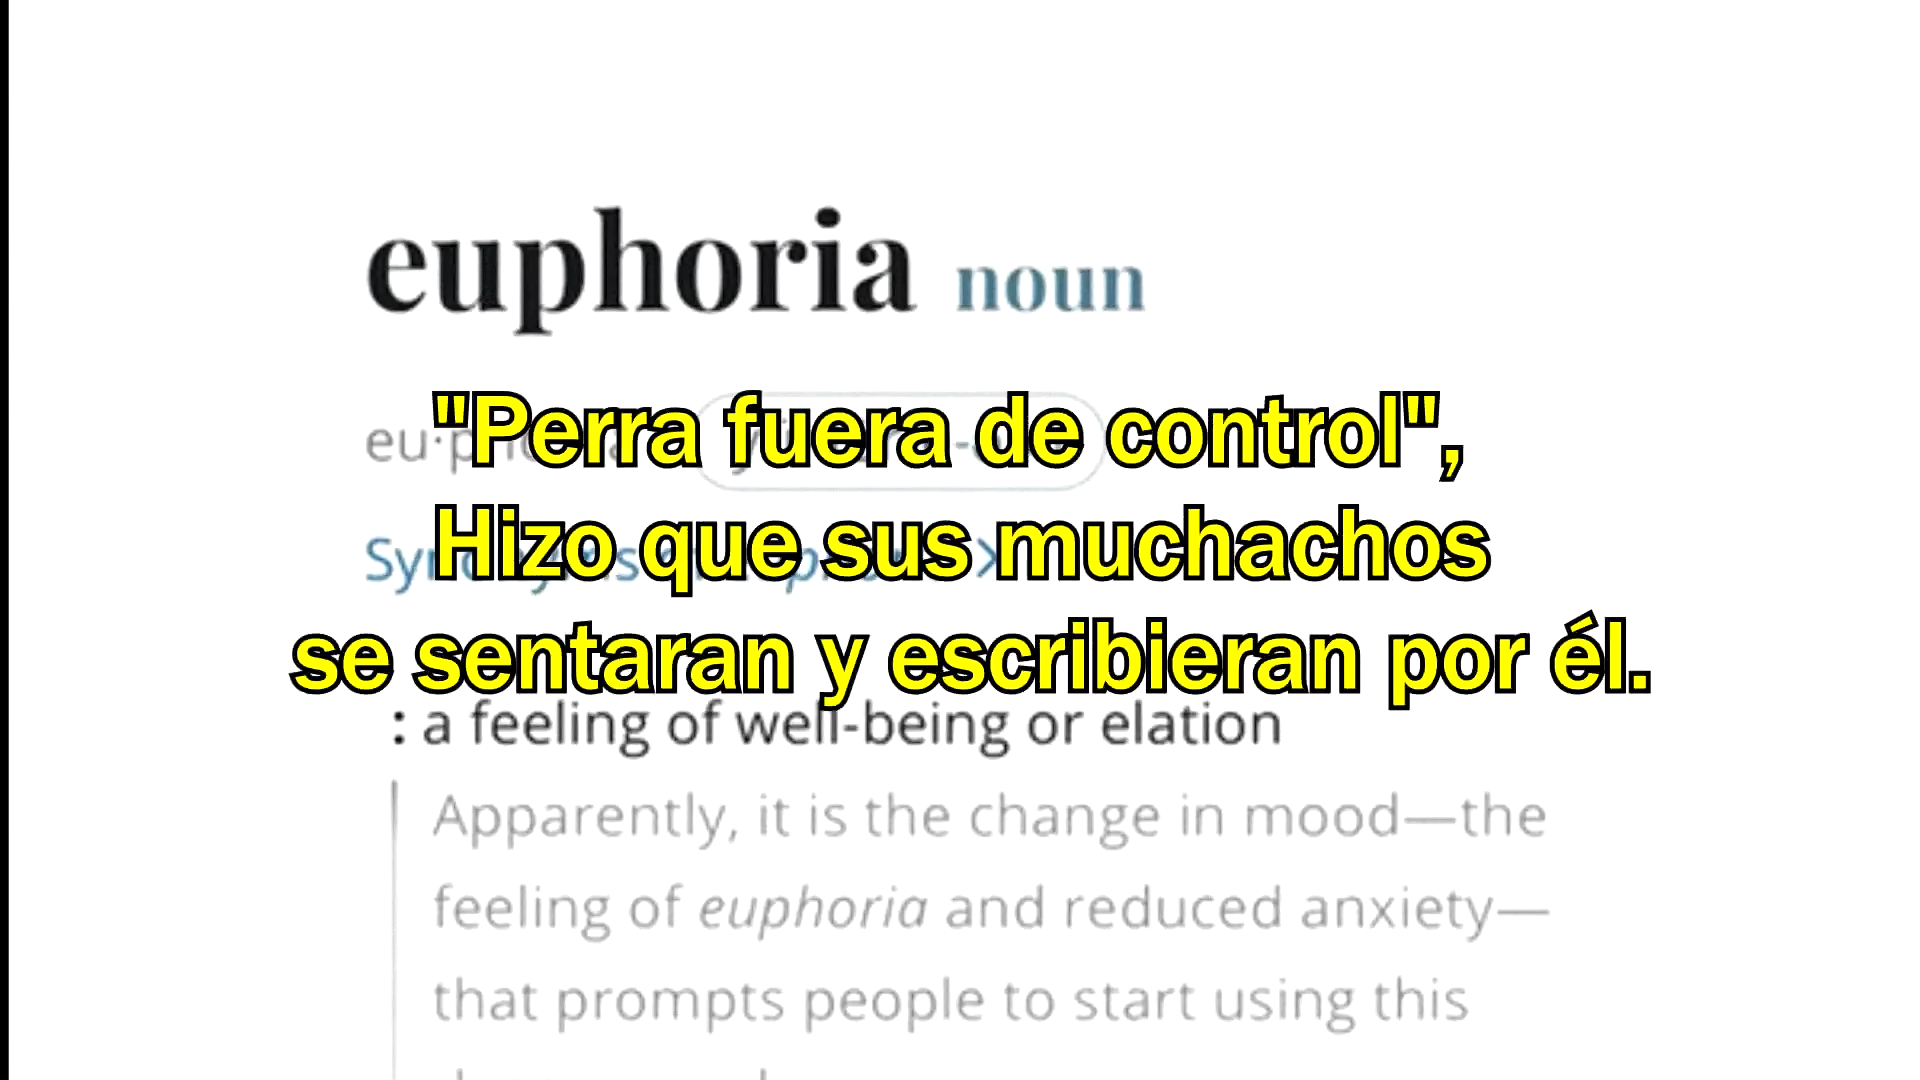 euphoria noun
"Perra fuera de control",
Hizo que sus muchachos
se sentaran y escribieran por él.
: a feeling of well-being or elation
Apparently, it is the change in mood—the
feeling of euphoria and reduced anxiety—
that prompts people to start using this